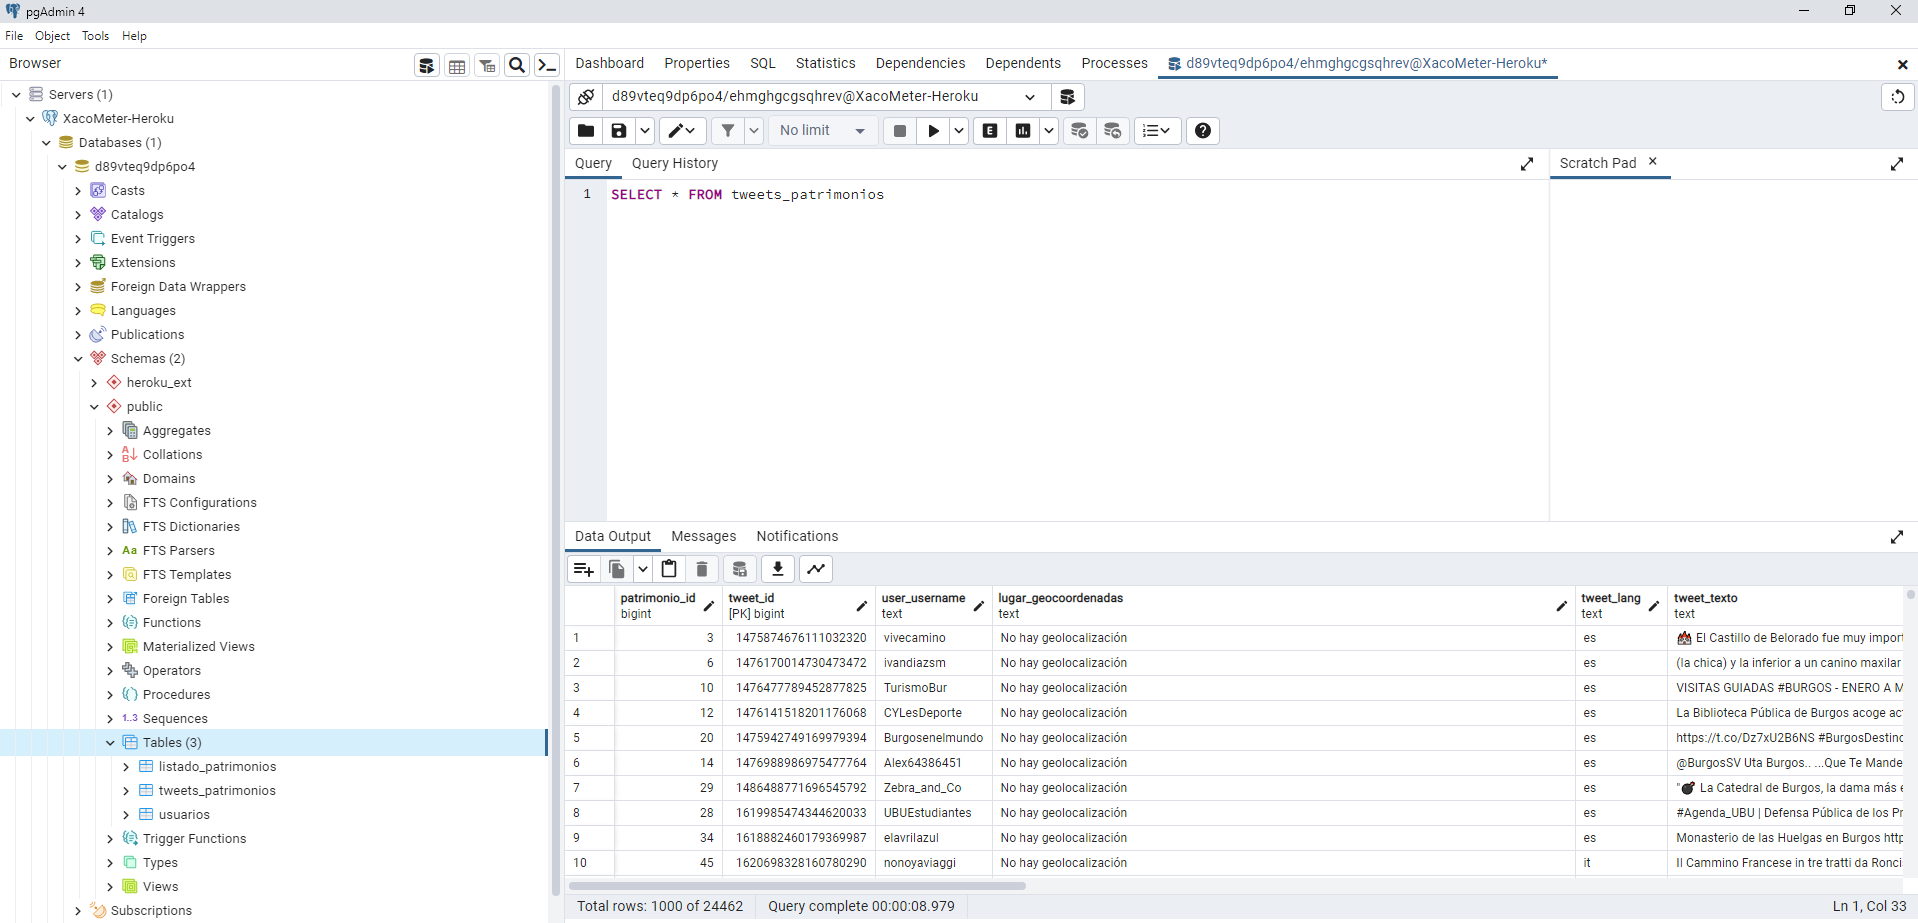 pgAdmin 4
File Object Tools Help
Browser
Servers (1)
XacoMeter-Heroku
Databases (1)
d89vteq9dp6po4
Casts
Catalogs
Event Triggers
Extensions
Foreign Data Wrappers
Languages
Publications
Schemas (2)
heroku_ext
public
Aggregates
Collations
Domains
FTS Configurations
FTS Dictionaries
Aa FTS Parsers
FTS Templates
Foreign Tables
Functions
Materialized Views
Operators
Procedures
1..3 Sequences
Tables (3)
listado_patrimonios
tweets_patrimonios
usuarios
Trigger Functions
Types
Views
Subscriptions
Dashboard Properties SQL Statistics Dependencies Dependents Processes d89vteq9dp6po4/ehmghgcgsqhrev@XacoMeter-Heroku*
d89vteq9dp6po4/ehmghgcgsqhrev@XacoMeter-Heroku
No limit
Query Query History
Scratch Pad
1 SELECT * FROM tweets_patrimonios
Data Output Messages Notifications
patrimonio_id tweet_id user_username lugar_geocoordenadas tweet_lang tweet_texto
bigint [PK] bigint text text text text
1 3 1475874676111032320 vivecamino No hay geolocalización es 🏰 El Castillo de Belorado fue muy import
2 6 1476170014730473472 ivandiazsm No hay geolocalización es (la chica) y la inferior a un canino maxilar
3 10 1476477789452877825 TurismoBur No hay geolocalización es VISITAS GUIADAS #BURGOS - ENERO A M
4 12 1476141518201176068 CYLesDeporte No hay geolocalización es La Biblioteca Pública de Burgos acoge act
5 20 1475942749169979394 Burgosenelmundo No hay geolocalización es https://t.co/Dz7xU2B6NS #BurgosDestinc
6 14 1476988986975477764 Alex64386451 No hay geolocalización es @BurgosSV Uta Burgos.. ...Que Te Mande
7 29 1486488771696545792 Zebra_and_Co No hay geolocalización es "💣 La Catedral de Burgos, la dama más e
8 28 1619985474344620033 UBUEstudiantes No hay geolocalización es #Agenda_UBU | Defensa Pública de los Pr
9 34 1618882460179369987 elavrilazul No hay geolocalización es Monasterio de las Huelgas en Burgos http
10 45 1620698328160780290 nonoyaviaggi No hay geolocalización it Il Cammino Francese in tre tratti da Ronci
Total rows: 1000 of 24462 Query complete 00:00:08.979 Ln 1, Col 33